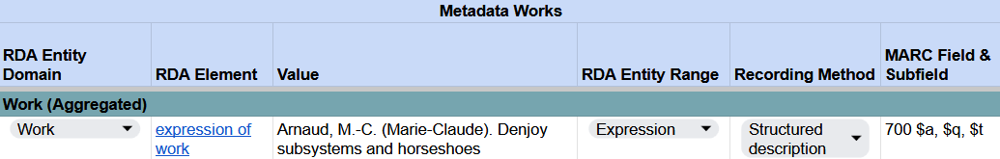 Metadata Works
RDA Entity Domain | RDA Element | Value | RDA Entity Range | Recording Method | MARC Field & Subfield
Work (Aggregated)
Work | expression of work | Arnaud, M.-C. (Marie-Claude). Denjoy subsystems and horseshoes | Expression | Structured description | 700 $a, $q, $t